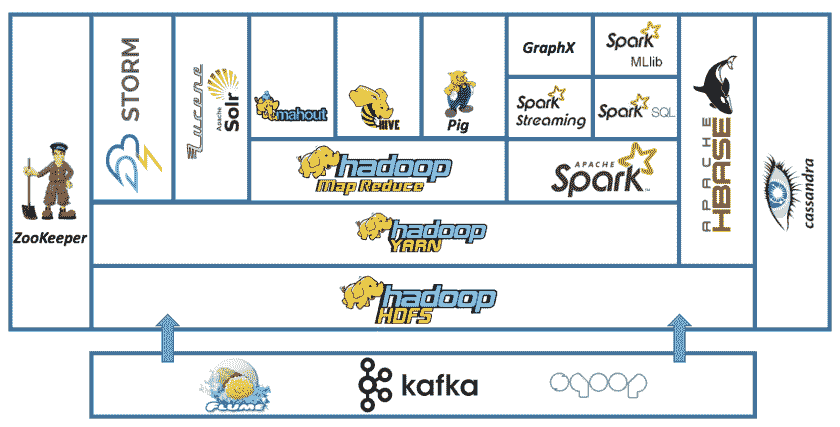 ZooKeeper
STORM
Lucene
Apache
Solr
mahout
HIVE
Pig
GraphX
Spark
MLlib
Spark
Streaming
Spark SQL
hadoop
Map Reduce
APACHE
Spark
TM
APACHE
HBASE
cassandra
hadoop
YARN
hadoop
HDFS
FLUME
kafka
sqoop